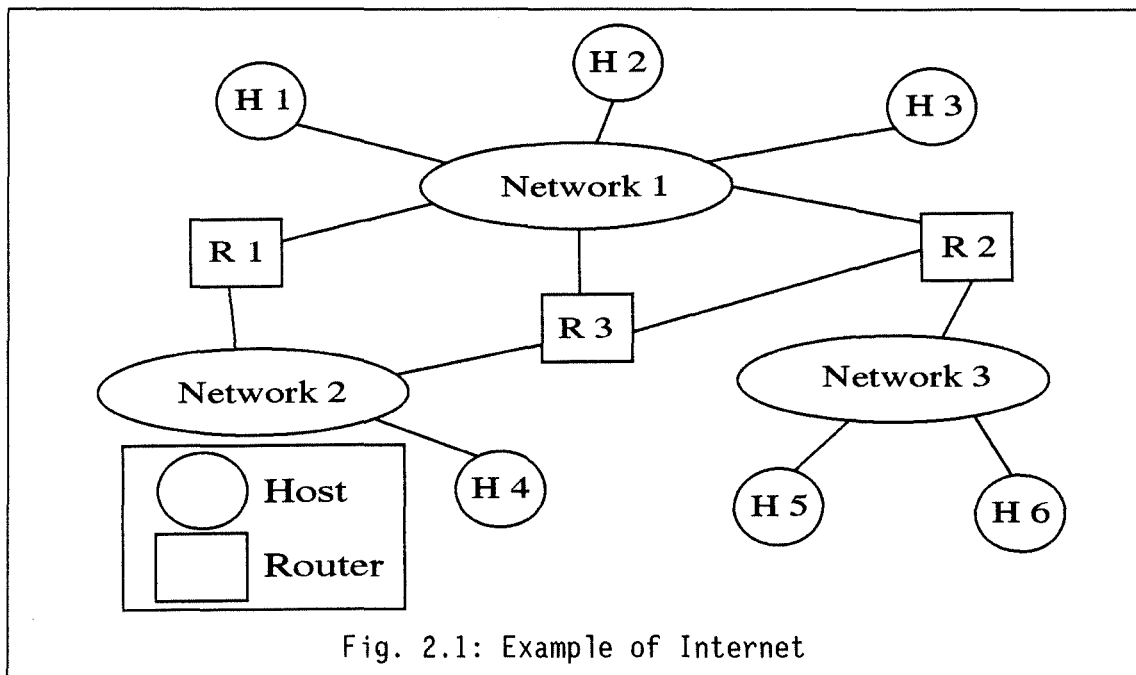 H 1
H 2
H 3
Network 1
R 1
R 2
R 3
Network 2
Network 3
H 4
H 5
H 6
Host
Router
Fig. 2.1: Example of Internet